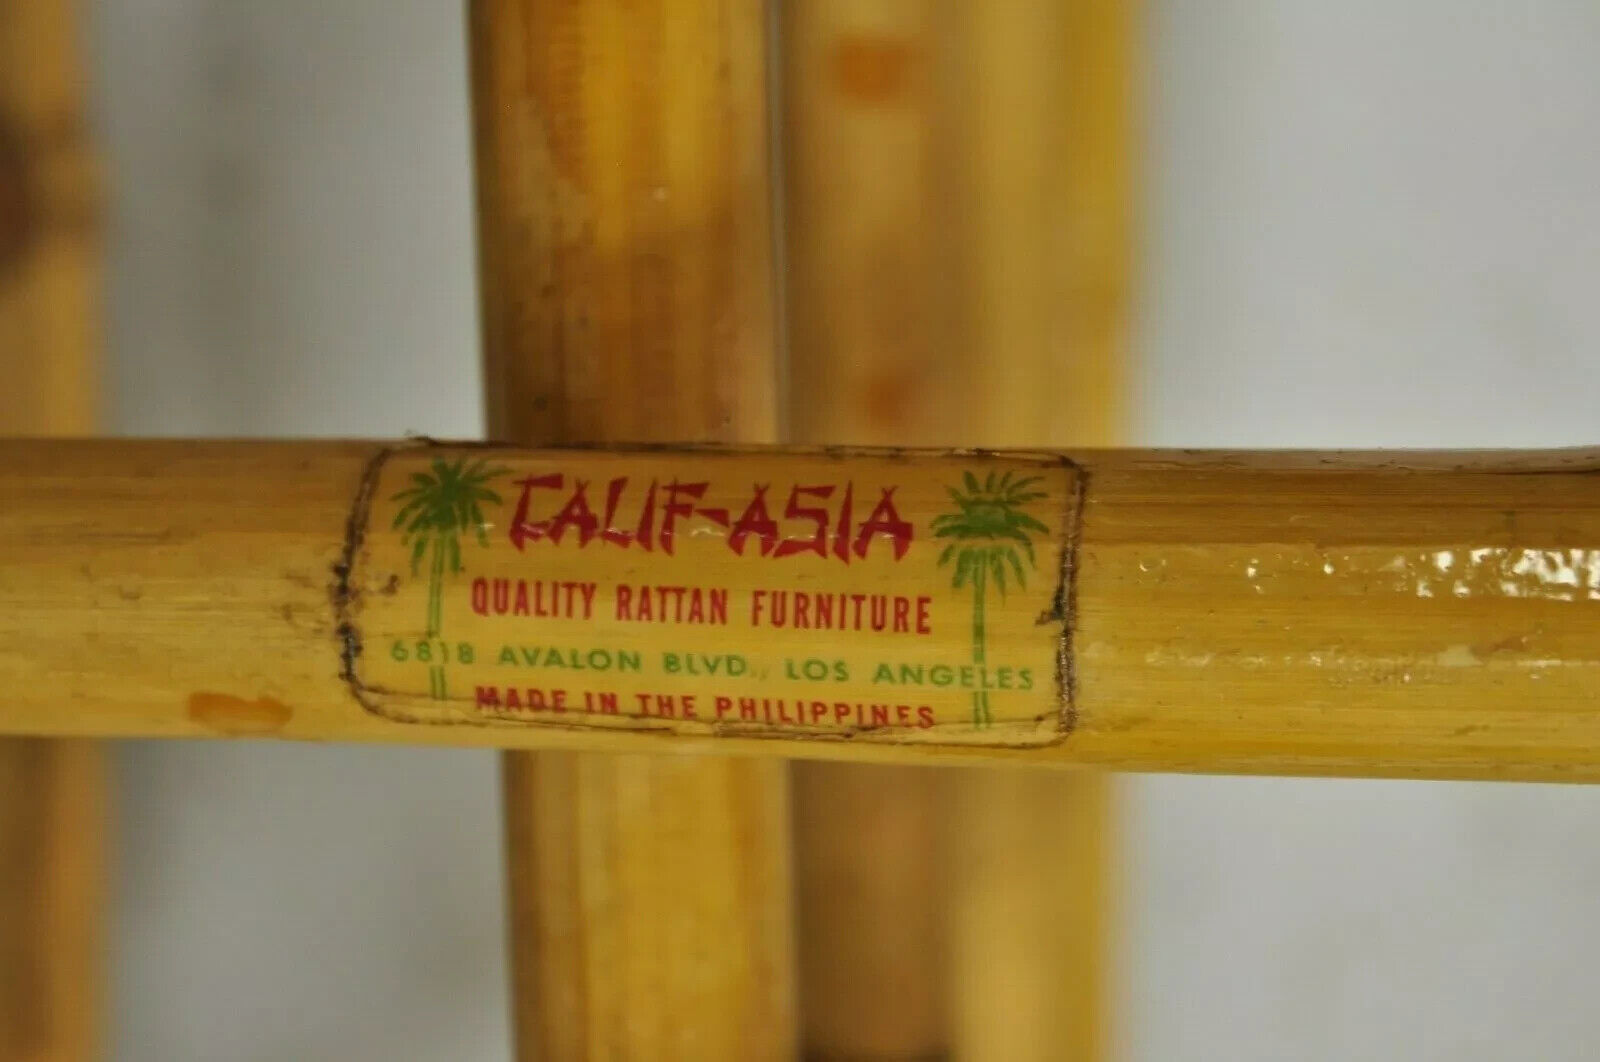 CALIF-ASIA
QUALITY RATTAN FURNITURE
6818 AVALON BLVD., LOS ANGELES
MADE IN THE PHILIPPINES